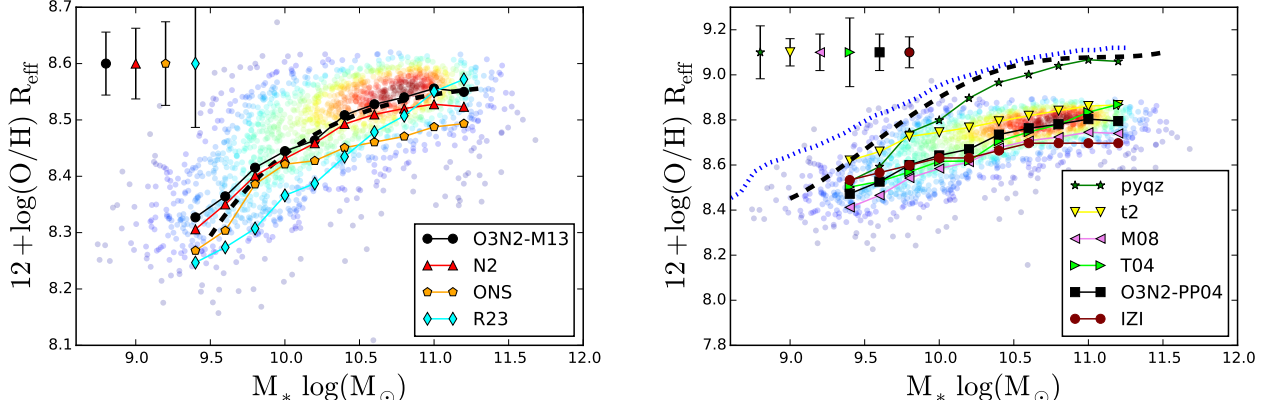 12+log(O/H) R_eff
8.7
8.6
8.5
8.4
8.3
8.2
8.1
9.0 9.5 10.0 10.5 11.0 11.5 12.0
M_* log(M_⊙)
O3N2-M13
N2
ONS
R23
12+log(O/H) R_eff
9.2
9.0
8.8
8.6
8.4
8.2
8.0
7.8
9.0 9.5 10.0 10.5 11.0 11.5 12.0
M_* log(M_⊙)
pyqz
t2
M08
T04
O3N2-PP04
IZI